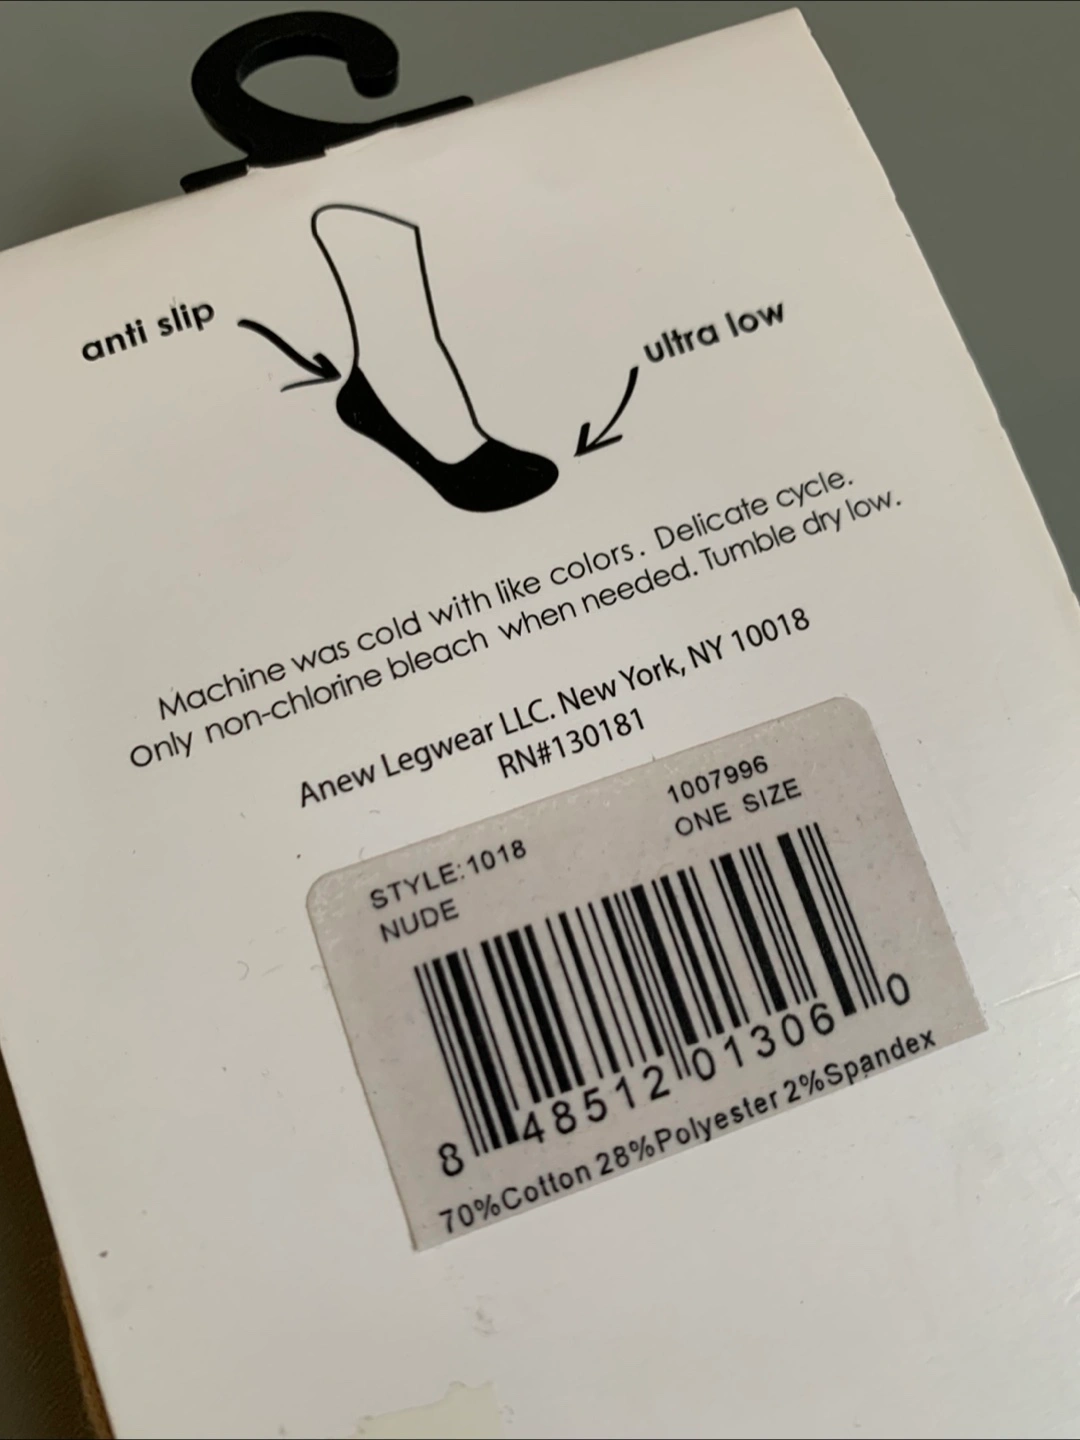 anti slip
ultra low
Machine was cold with like colors. Delicate cycle.
Only non-chlorine bleach when needed. Tumble dry low.
Anew Legwear LLC. New York, NY 10018
RN#130181
STYLE:1018
1007996
NUDE
ONE SIZE
8 48512 01306 0
70%Cotton 28%Polyester 2%Spandex